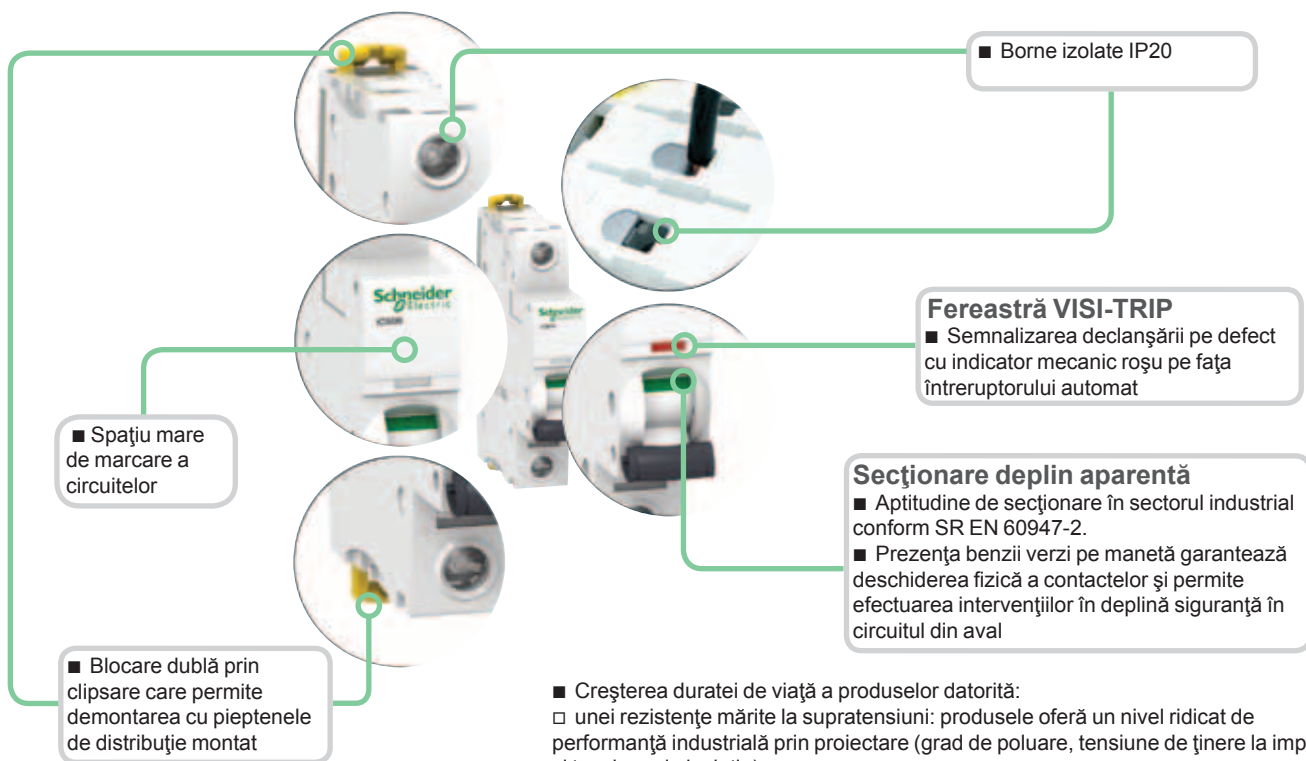 ■ Borne izolate IP20
Schneider
Electric
Schneider
Fereastră VISI-TRIP
■ Semnalizarea declanşării pe defect
cu indicator mecanic roşu pe faţa
întreruptorului automat
■ Spaţiu mare
de marcare a
circuitelor
Secţionare deplin aparentă
■ Aptitudine de secţionare în sectorul industrial
conform SR EN 60947-2.
■ Prezenţa benzii verzi pe manetă garantează
deschiderea fizică a contactelor şi permite
efectuarea intervenţiilor în deplină siguranţă în
circuitul din aval
■ Blocare dublă prin
clipsare care permite
demontarea cu pieptenele
de distribuţie montat
■ Creşterea duratei de viaţă a produselor datorită:
□ unei rezistenţe mărite la supratensiuni: produsele oferă un nivel ridicat de
performanţă industrială prin proiectare (grad de poluare, tensiune de ţinere la imp